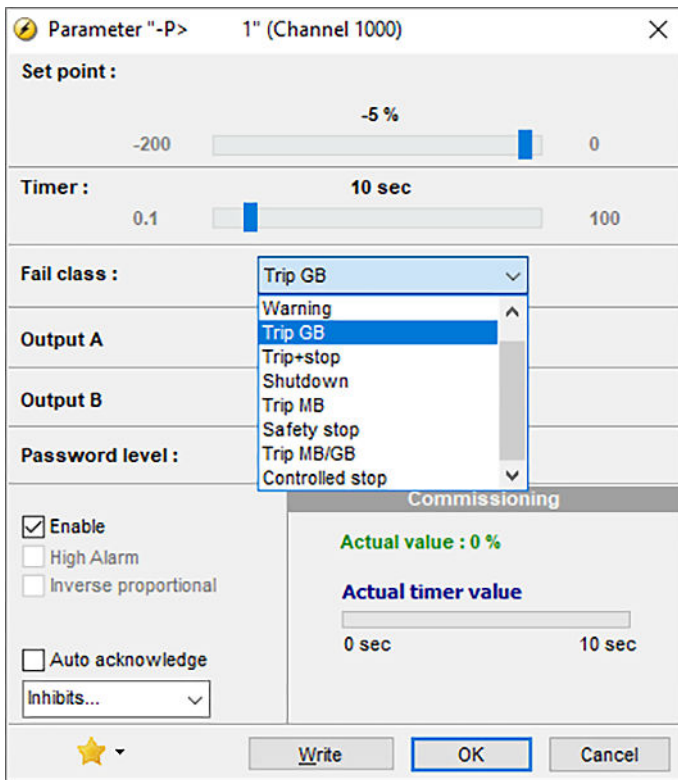 Parameter "-P> 1" (Channel 1000)
Set point :
-5 %
-200 0
Timer : 10 sec
0.1 100
Fail class : Trip GB
Warning
Trip GB
Output A
Trip+stop
Shutdown
Trip MB
Output B
Safety stop
Password level : Trip MB/GB
Controlled stop
Commissioning
Enable
Actual value : 0 %
High Alarm
Inverse proportional
Actual timer value
0 sec 10 sec
Auto acknowledge
Inhibits...
Write OK Cancel